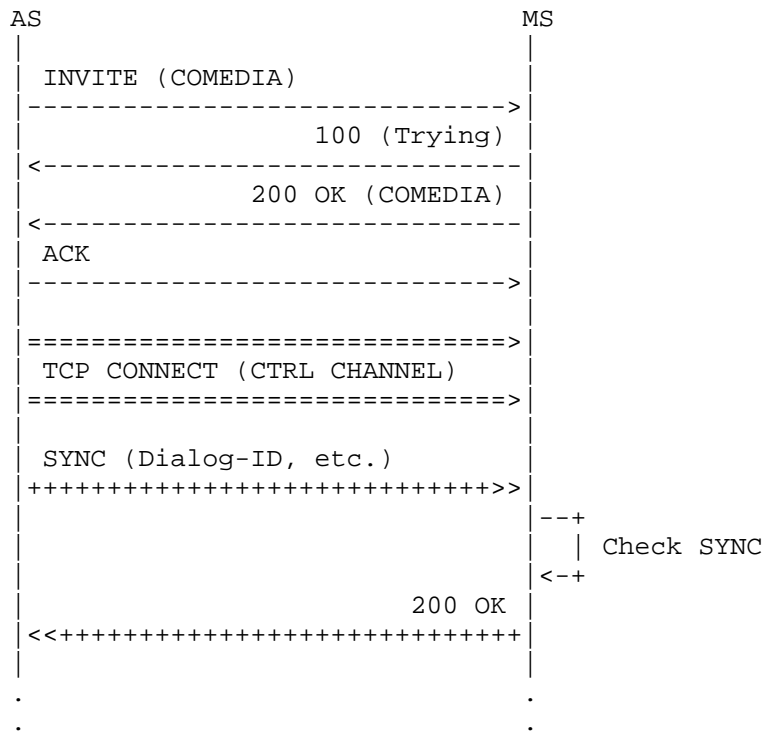 AS MS
INVITE (COMEDIA)
100 (Trying)
200 OK (COMEDIA)
ACK
TCP CONNECT (CTRL CHANNEL)
SYNC (Dialog-ID, etc.)
Check SYNC
200 OK